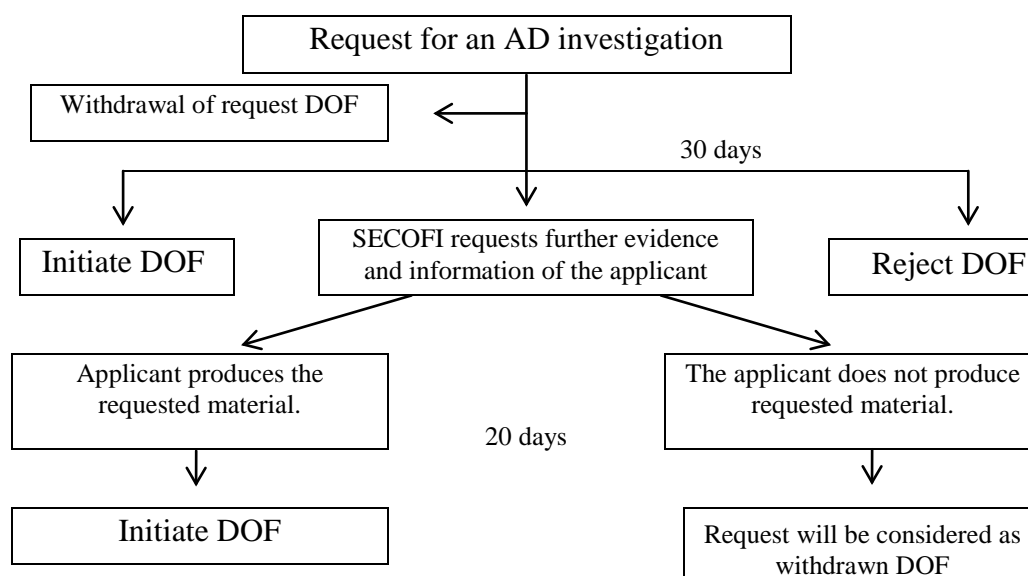 Request for an AD investigation
Withdrawal of request DOF
30 days
Initiate DOF
SECOFI requests further evidence
and information of the applicant
Reject DOF
Applicant produces the
requested material.
The applicant does not produce
requested material.
20 days
Initiate DOF
Request will be considered as
withdrawn DOF